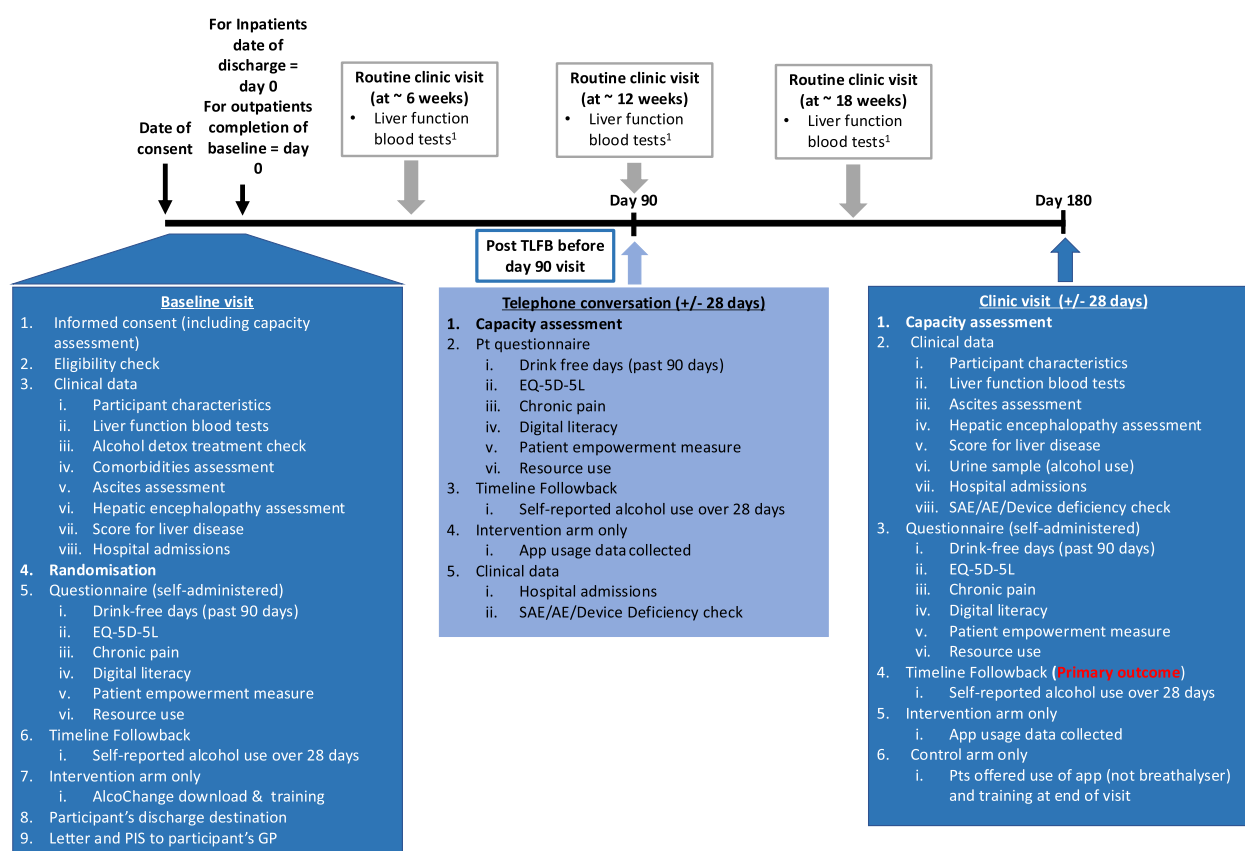 For Inpatients
date of
discharge =
day 0
For outpatients
completion of
baseline = day
0
Date of
consent
Routine clinic visit
(at ~ 6 weeks)
• Liver function
blood tests¹
Routine clinic visit
(at ~ 12 weeks)
• Liver function
blood tests¹
Routine clinic visit
(at ~ 18 weeks)
• Liver function
blood tests¹
Day 90
Day 180
Post TLFB before
day 90 visit
Baseline visit
1. Informed consent (including capacity
assessment)
2. Eligibility check
3. Clinical data
i. Participant characteristics
ii. Liver function blood tests
iii. Alcohol detox treatment check
iv. Comorbidities assessment
v. Ascites assessment
vi. Hepatic encephalopathy assessment
vii. Score for liver disease
viii. Hospital admissions
4. Randomisation
5. Questionnaire (self-administered)
i. Drink-free days (past 90 days)
ii. EQ-5D-5L
iii. Chronic pain
iv. Digital literacy
v. Patient empowerment measure
vi. Resource use
6. Timeline Followback
i. Self-reported alcohol use over 28 days
7. Intervention arm only
i. AlcoChange download & training
8. Participant's discharge destination
9. Letter and PIS to participant's GP
Telephone conversation (+/- 28 days)
1. Capacity assessment
2. Pt questionnaire
i. Drink free days (past 90 days)
ii. EQ-5D-5L
iii. Chronic pain
iv. Digital literacy
v. Patient empowerment measure
vi. Resource use
3. Timeline Followback
i. Self-reported alcohol use over 28 days
4. Intervention arm only
i. App usage data collected
5. Clinical data
i. Hospital admissions
ii. SAE/AE/Device Deficiency check
Clinic visit (+/- 28 days)
1. Capacity assessment
2. Clinical data
i. Participant characteristics
ii. Liver function blood tests
iii. Ascites assessment
iv. Hepatic encephalopathy assessment
v. Score for liver disease
vi. Urine sample (alcohol use)
vii. Hospital admissions
viii. SAE/AE/Device deficiency check
3. Questionnaire (self-administered)
i. Drink-free days (past 90 days)
ii. EQ-5D-5L
iii. Chronic pain
iv. Digital literacy
v. Patient empowerment measure
vi. Resource use
4. Timeline Followback (Primary outcome)
i. Self-reported alcohol use over 28 days
5. Intervention arm only
i. App usage data collected
6. Control arm only
i. Pts offered use of app (not breathalyser)
and training at end of visit